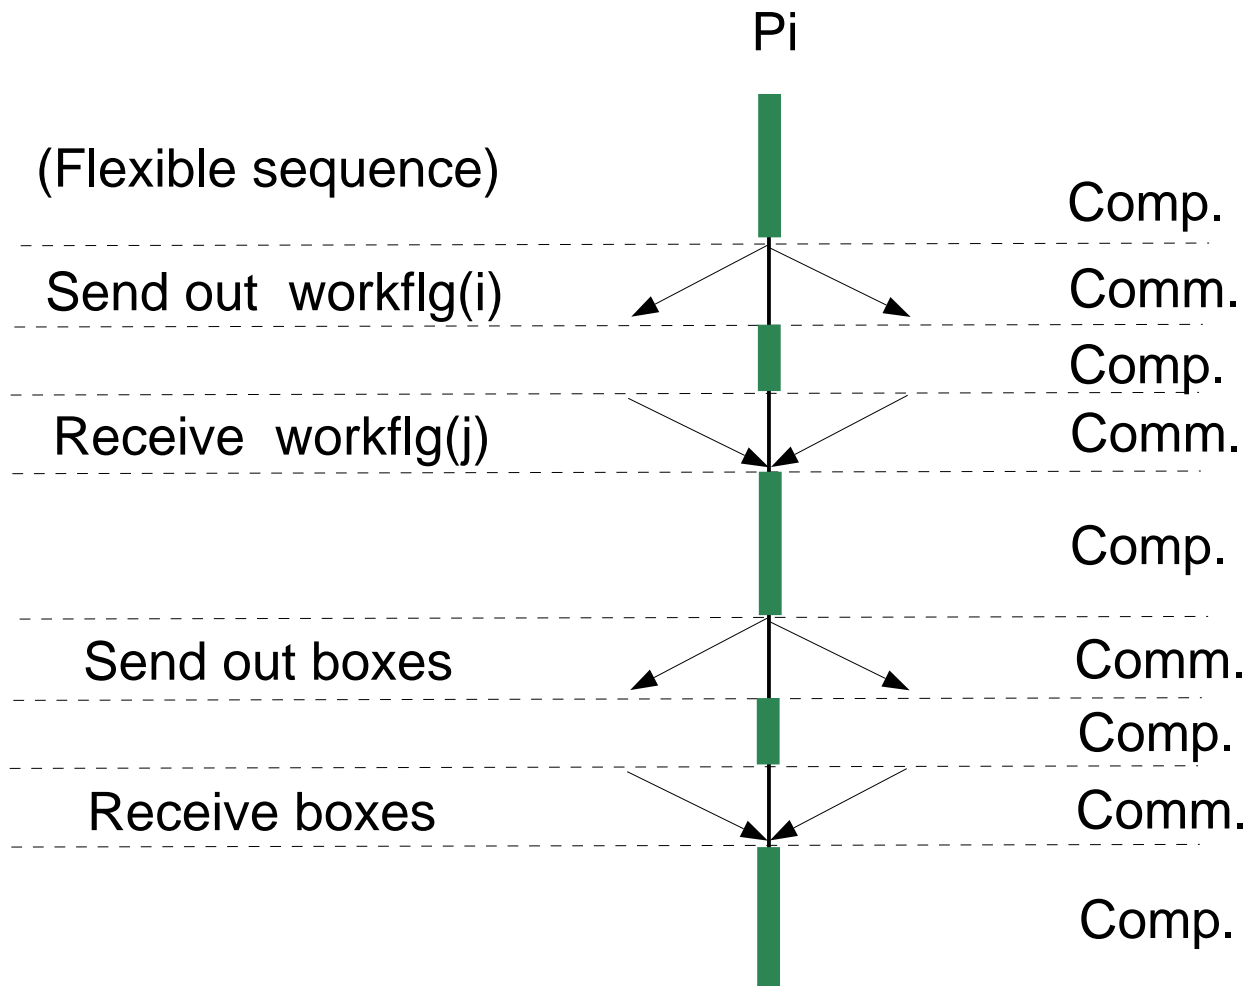 Pi
(Flexible sequence)
Comp.
Send out workflg(i)
Comm.
Comp.
Receive workflg(j)
Comm.
Comp.
Send out boxes
Comm.
Comp.
Receive boxes
Comm.
Comp.